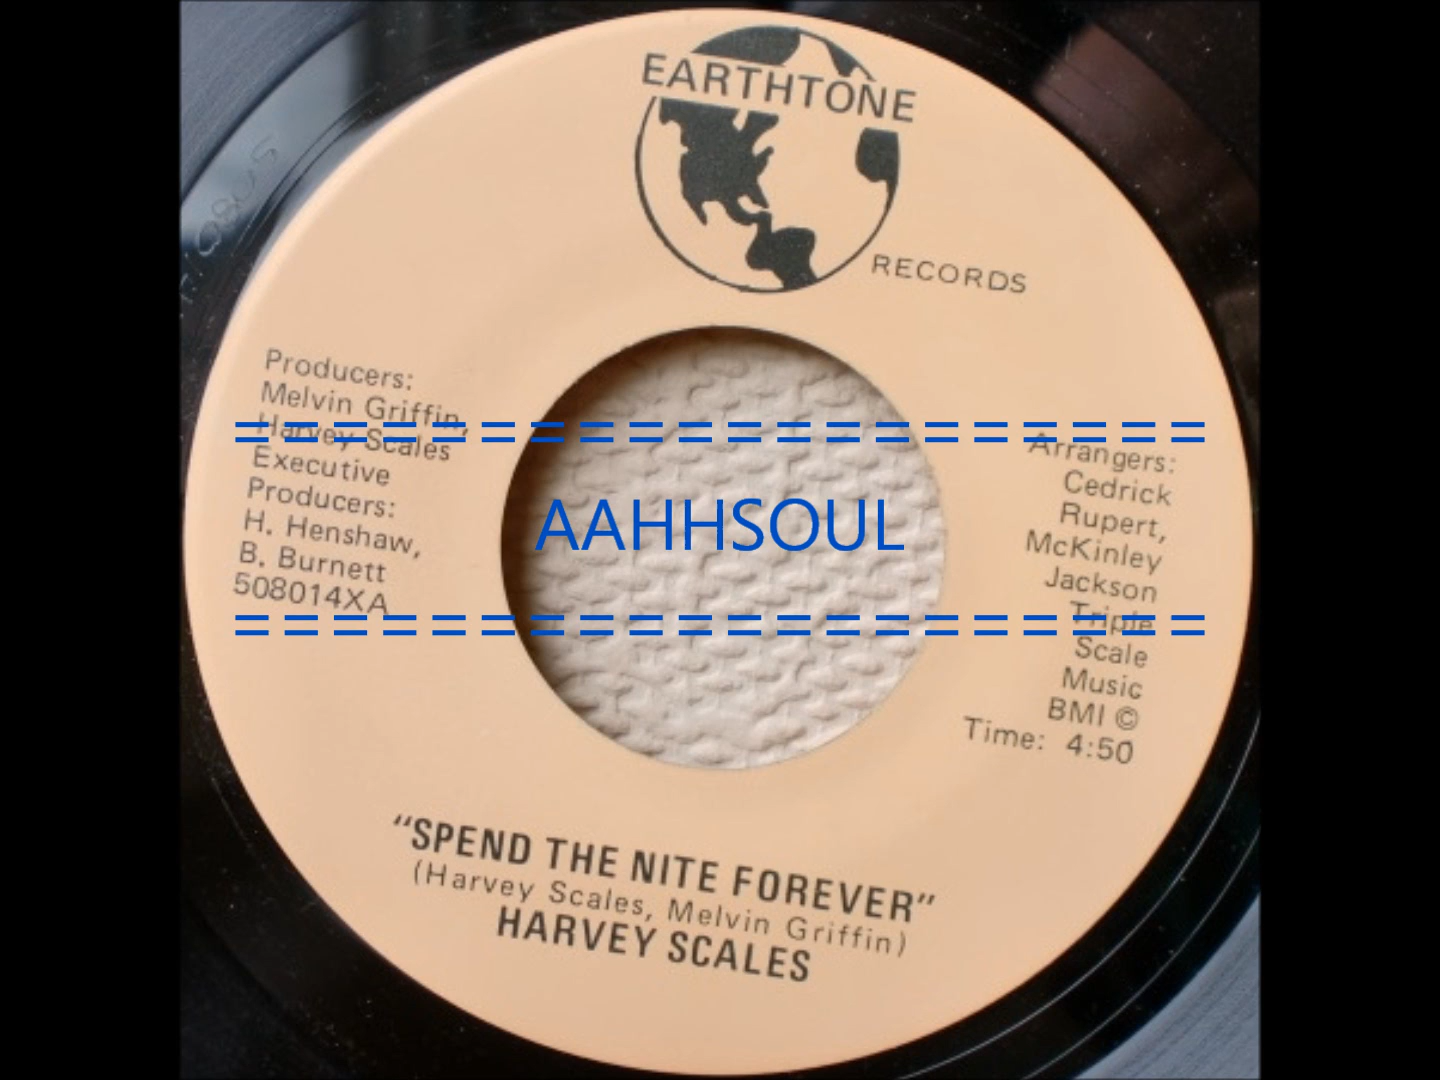 EARTHTONE
RECORDS
Producers:
Melvin Griffin,
Harvey Scales
Executive
Producers:
H. Henshaw,
B. Burnett
508014XA
====================
AAHHSOUL
====================
Arrangers:
Cedrick
Rupert,
McKinley
Jackson
Triple
Scale
Music
BMI ©
Time: 4:50
"SPEND THE NITE FOREVER"
(Harvey Scales, Melvin Griffin)
HARVEY SCALES